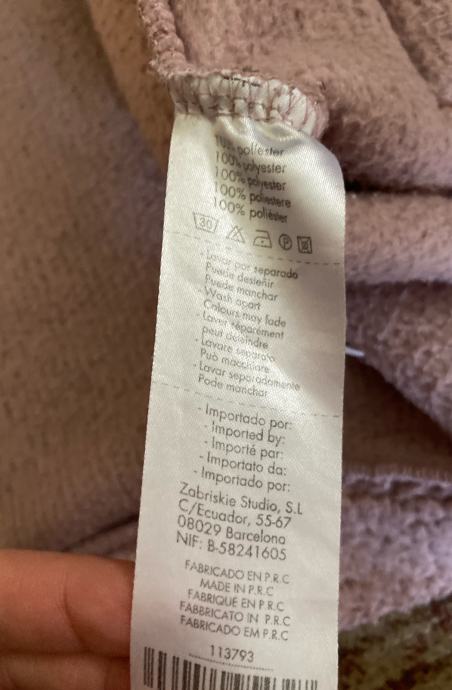 100% poliéster
100% polyester
100% polyester
100% poliestere
100% poliéster
30 P
- Lavar por separado
Puede desteñir
Puede manchar
- Wash apart
Colours may fade
- Laver séparément
peut déteindre
- Lavare separato
Può macchiare
- Lavar separadamente
Pode manchar
- Importado por:
- Imported by:
- Importé par:
- Importato da:
- Importado por:
Zabriskie Studio, S.L
C/Ecuador, 55-67
08029 Barcelona
NIF: B-58241605
FABRICADO EN P.R.C
MADE IN P.R.C
FABRIQUE EN P.R.C
FABBRICATO IN P.R.C
FABRICADO EM P.R.C
113793